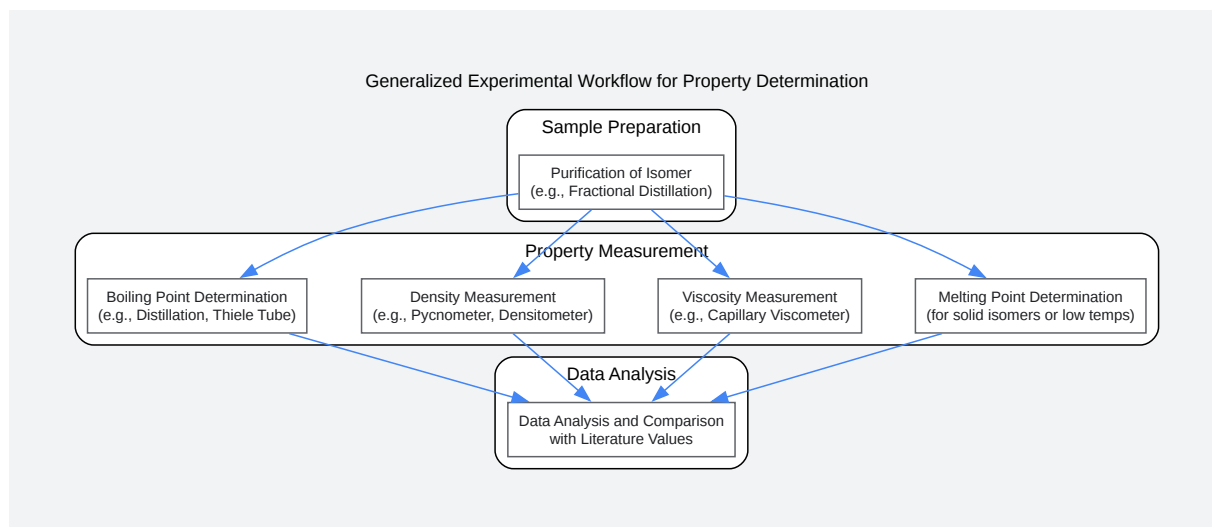 Generalized Experimental Workflow for Property Determination
Sample Preparation
Purification of Isomer
(e.g., Fractional Distillation)
Property Measurement
Boiling Point Determination
(e.g., Distillation, Thiele Tube)
Density Measurement
(e.g., Pycnometer, Densitometer)
Viscosity Measurement
(e.g., Capillary Viscometer)
Melting Point Determination
(for solid isomers or low temps)
Data Analysis
Data Analysis and Comparison
with Literature Values